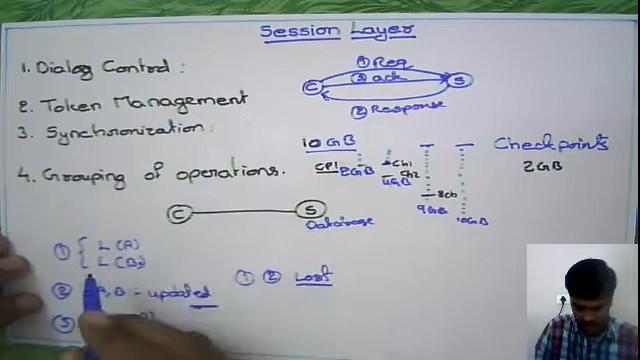 Session Layer
1. Dialog Control :
① Req
③ ack
C
S
② Response
2. Token Management
3. Synchronization :
10GB
Checkpoints
2GB
CP1
2GB
Ch1
Ch2
4GB
8ch
9GB
10GB
4. Grouping of operations.
C
S
Database
① { L (A)
L (B)
② A, B - updated
① ② Lost
③